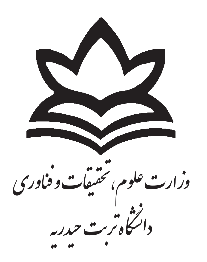 وزارت علوم، تحقیقات و فناوری
دانشگاه تربت حیدریه